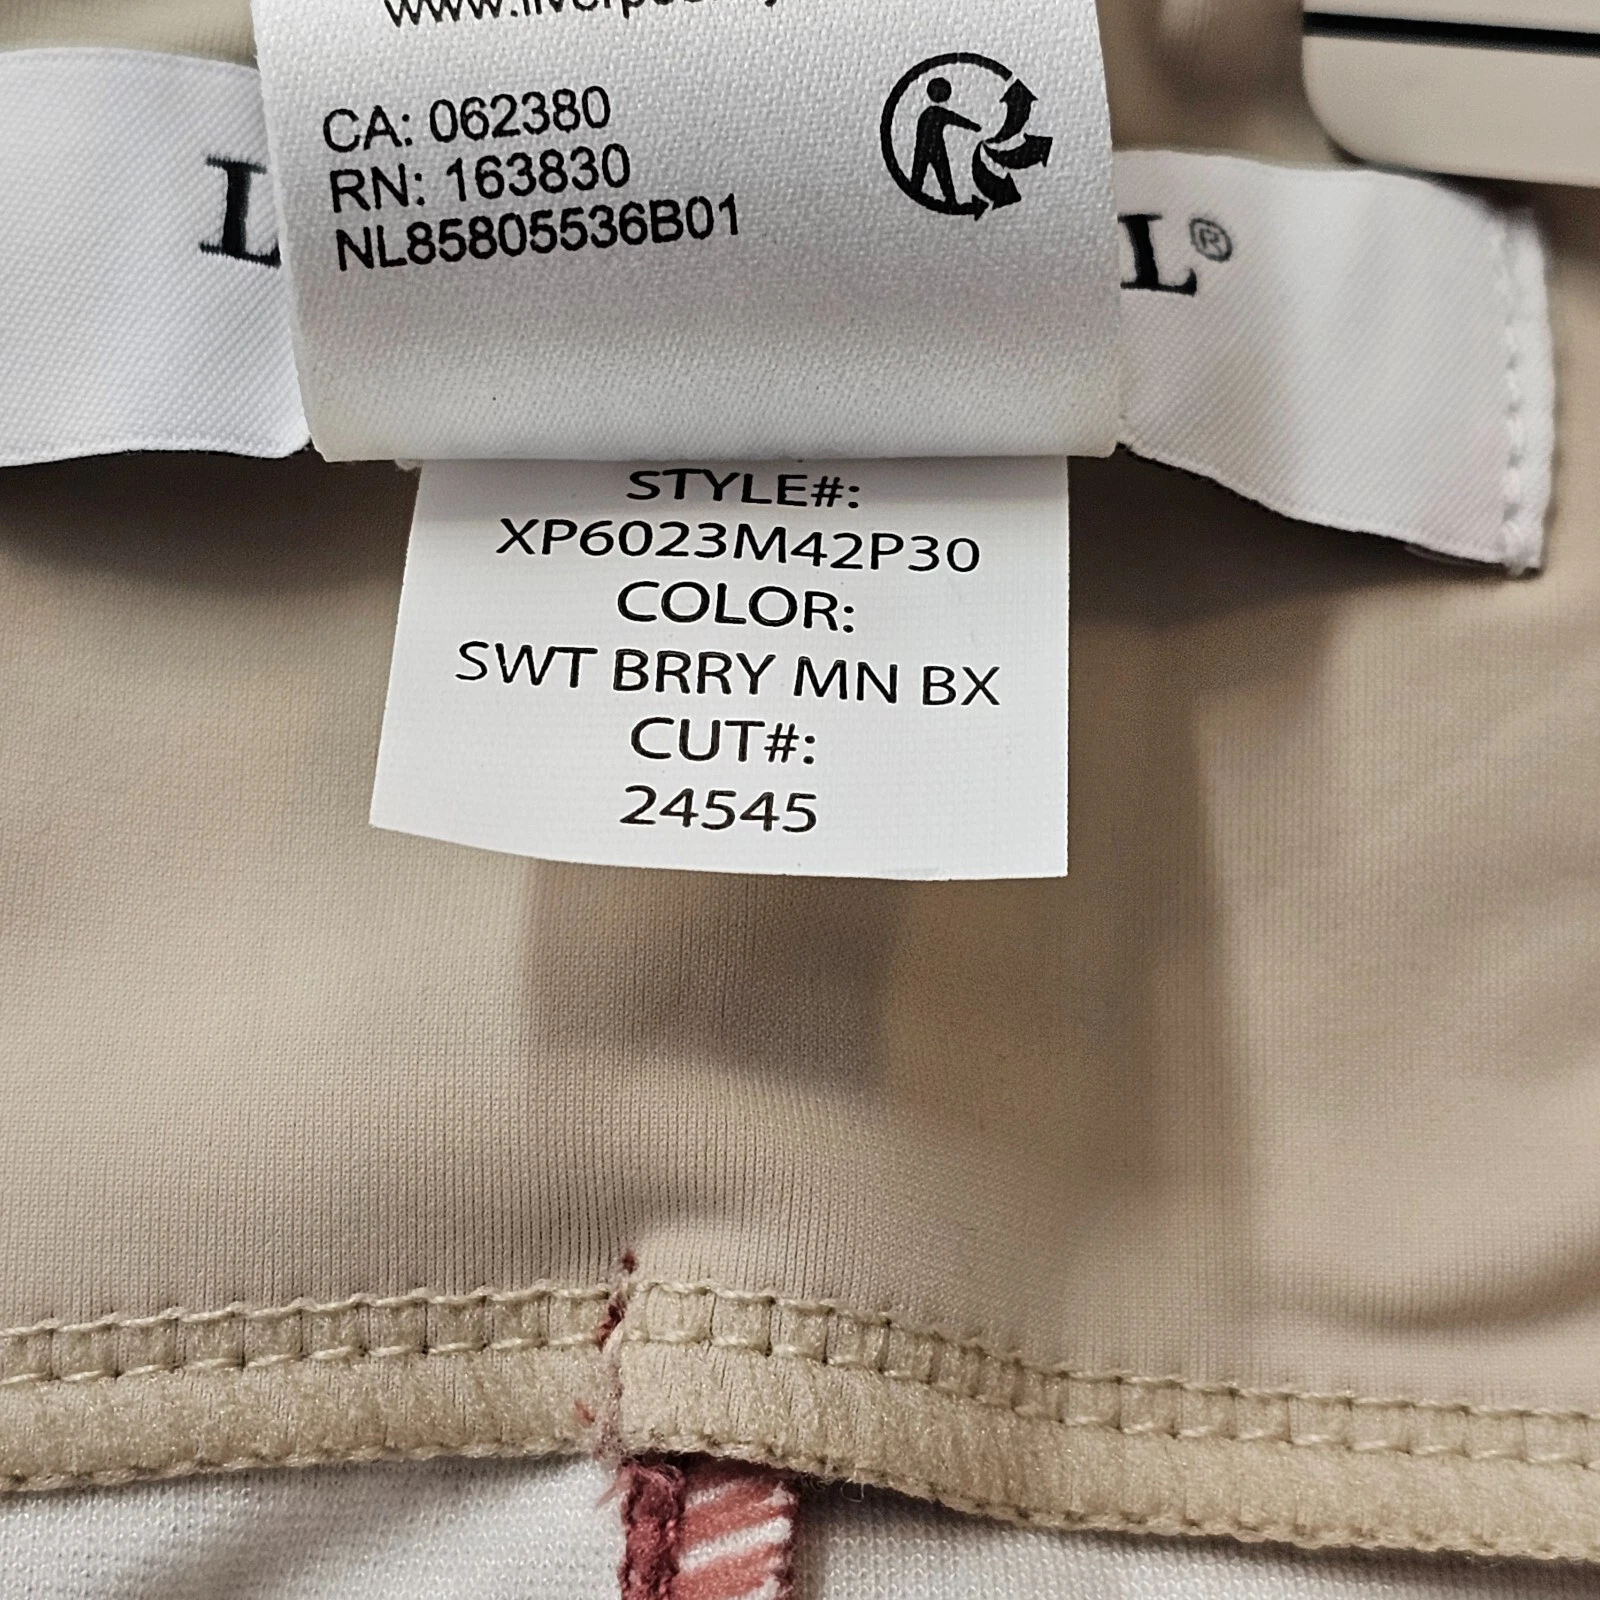 CA: 062380
RN: 163830
NL85805536B01
L
L®
STYLE#:
XP6023M42P30
COLOR:
SWT BRRY MN BX
CUT#:
24545